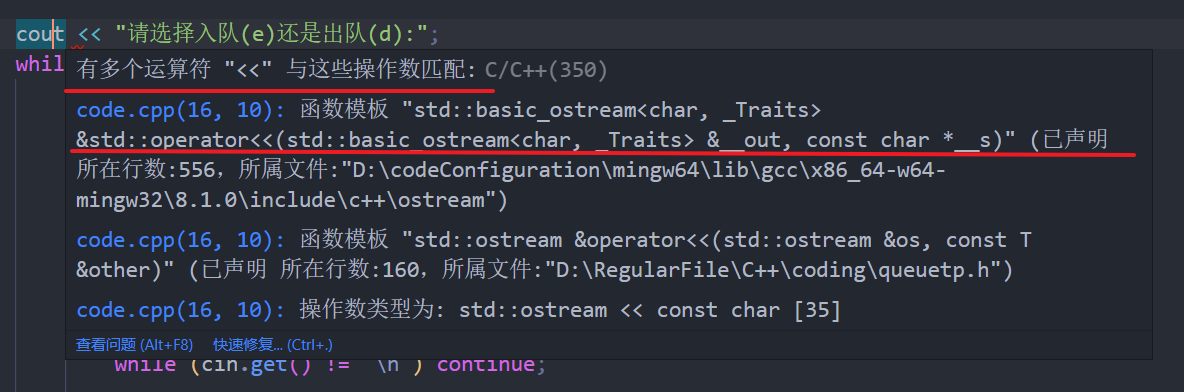 cout << "请选择入队(e)还是出队(d):";
whil
有多个运算符 "<<" 与这些操作数匹配: C/C++(350)
code.cpp(16, 10): 函数模板 "std::basic_ostream<char, _Traits>
&std::operator<<(std::basic_ostream<char, _Traits> &__out, const char *__s)" (已声明
所在行数:556，所属文件:"D:\codeConfiguration\mingw64\lib\gcc\x86_64-w64-
mingw32\8.1.0\include\c++\ostream")
code.cpp(16, 10): 函数模板 "std::ostream &operator<<(std::ostream &os, const T
&other)" (已声明 所在行数:160，所属文件:"D:\RegularFile\C++\coding\queuetp.h")
code.cpp(16, 10): 操作数类型为: std::ostream << const char [35]
查看问题 (Alt+F8) 快速修复... (Ctrl+.)
while (cin.get() != '\n') continue;